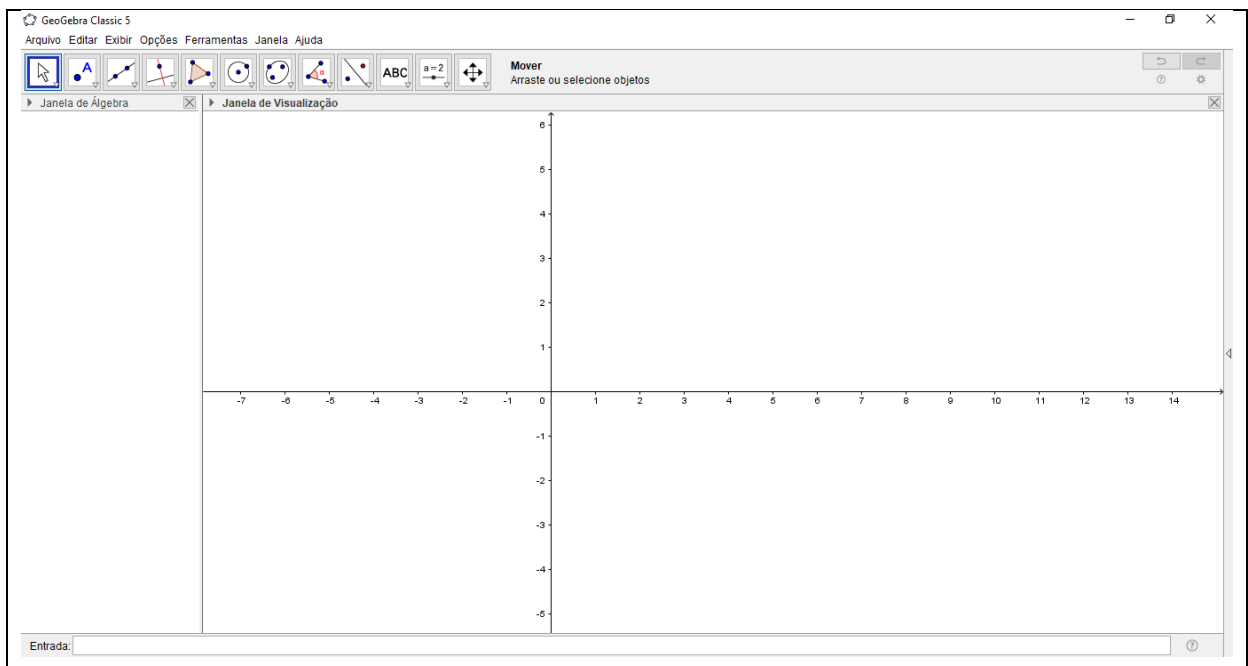 GeoGebra Classic 5
Arquivo Editar Exibir Opções Ferramentas Janela Ajuda
A
ABC
a=2
Mover
Arraste ou selecione objetos
Janela de Álgebra
Janela de Visualização
6
5
4
3
2
1
-7 -6 -5 -4 -3 -2 -1 0 1 2 3 4 5 6 7 8 9 10 11 12 13 14
-1
-2
-3
-4
-5
Entrada: